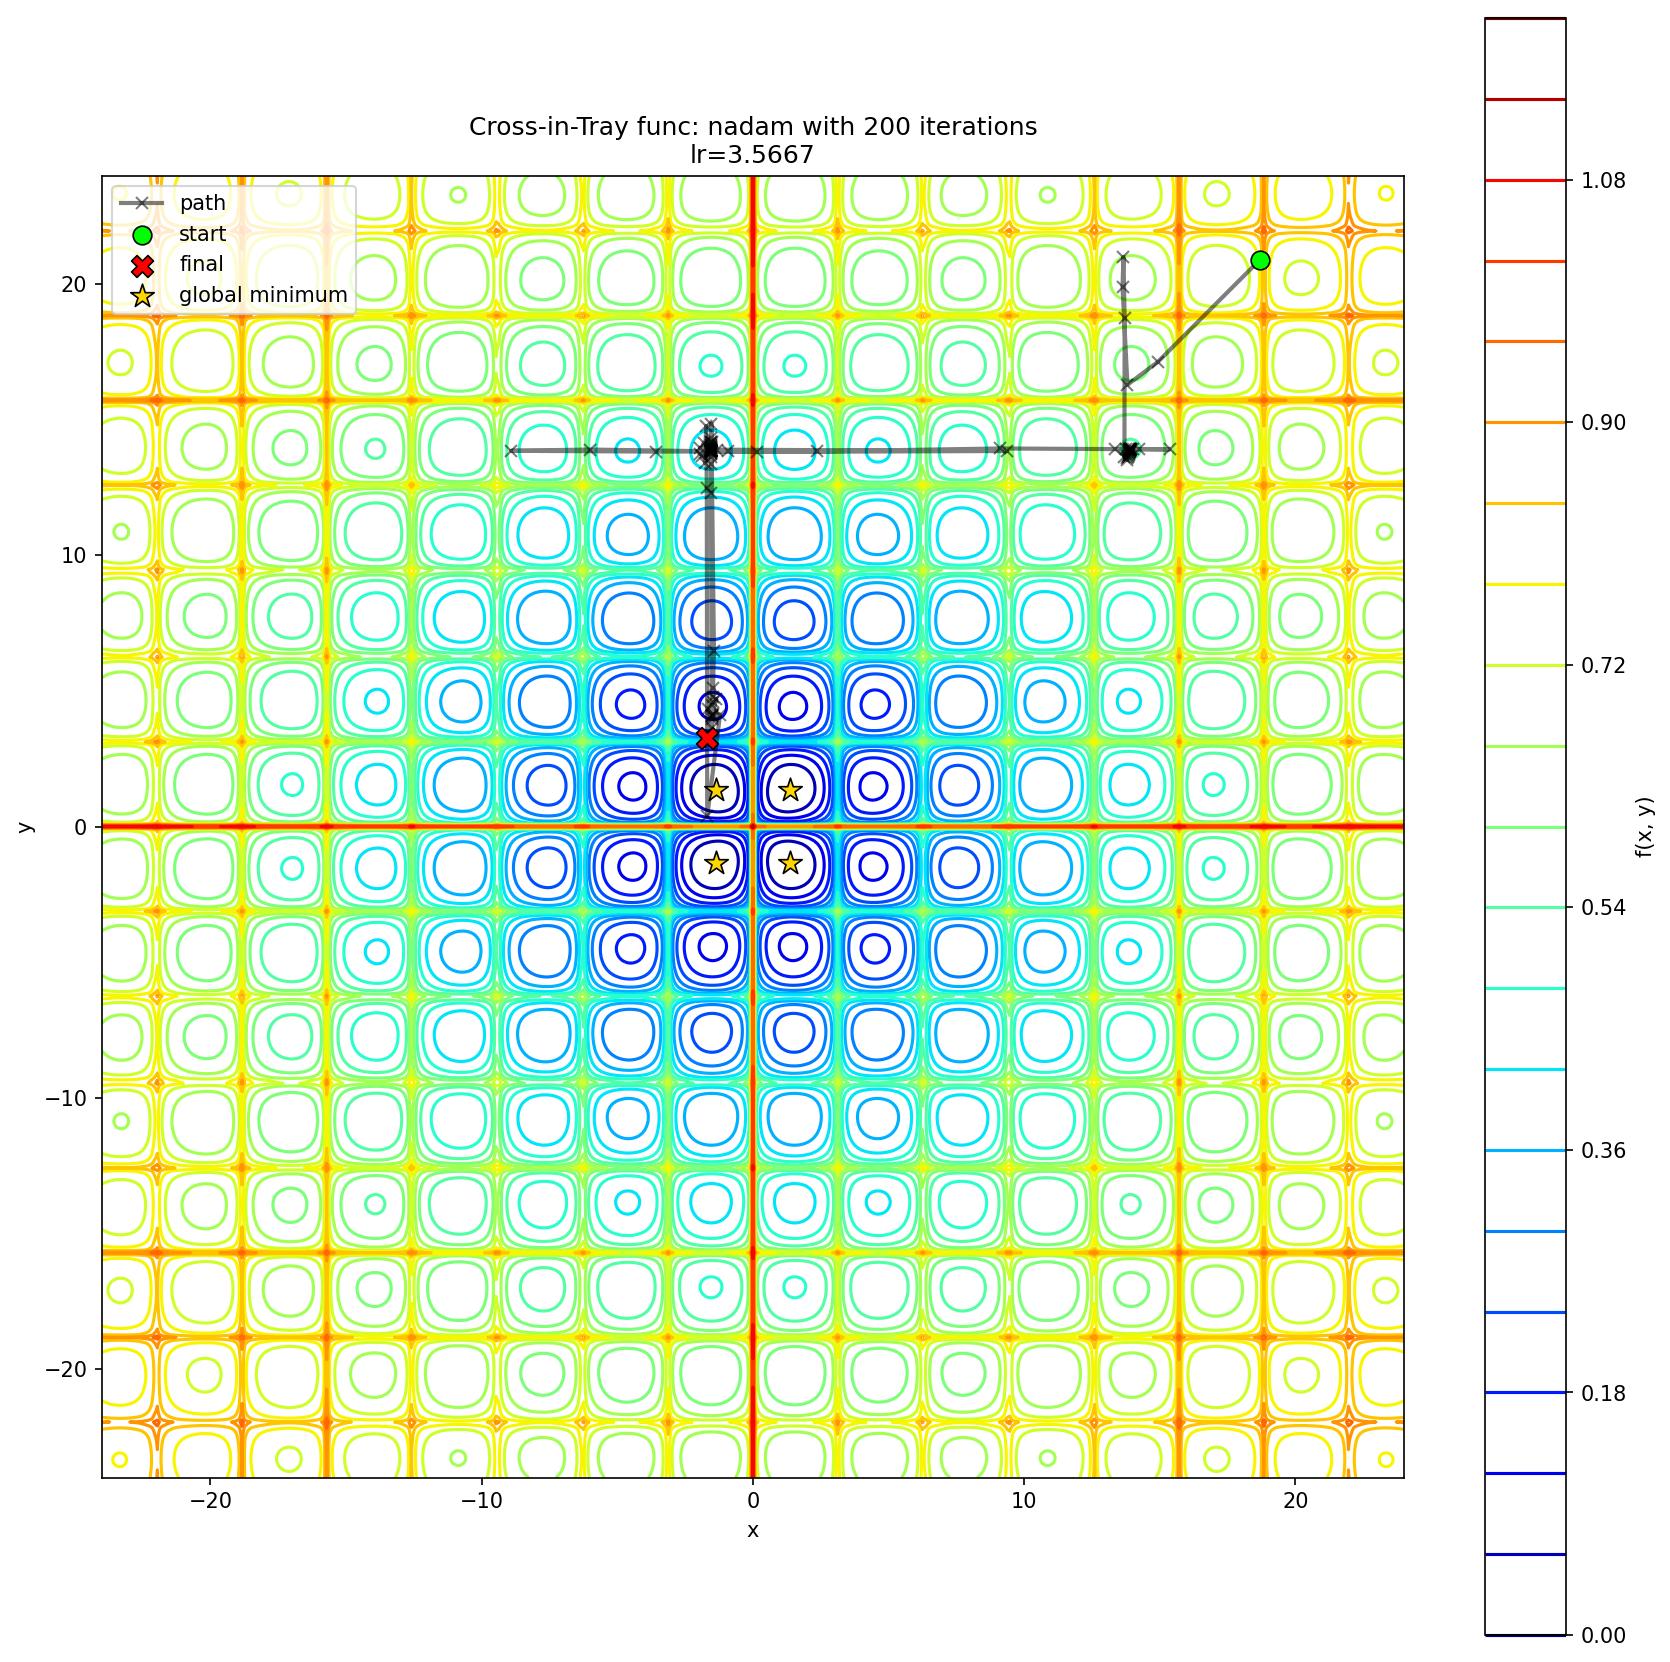 Cross-in-Tray func: nadam with 200 iterations
lr=3.5667
path
start
final
global minimum
20
10
0
−10
−20
y
−20
−10
0
10
20
x
1.08
0.90
0.72
0.54
0.36
0.18
0.00
f(x, y)